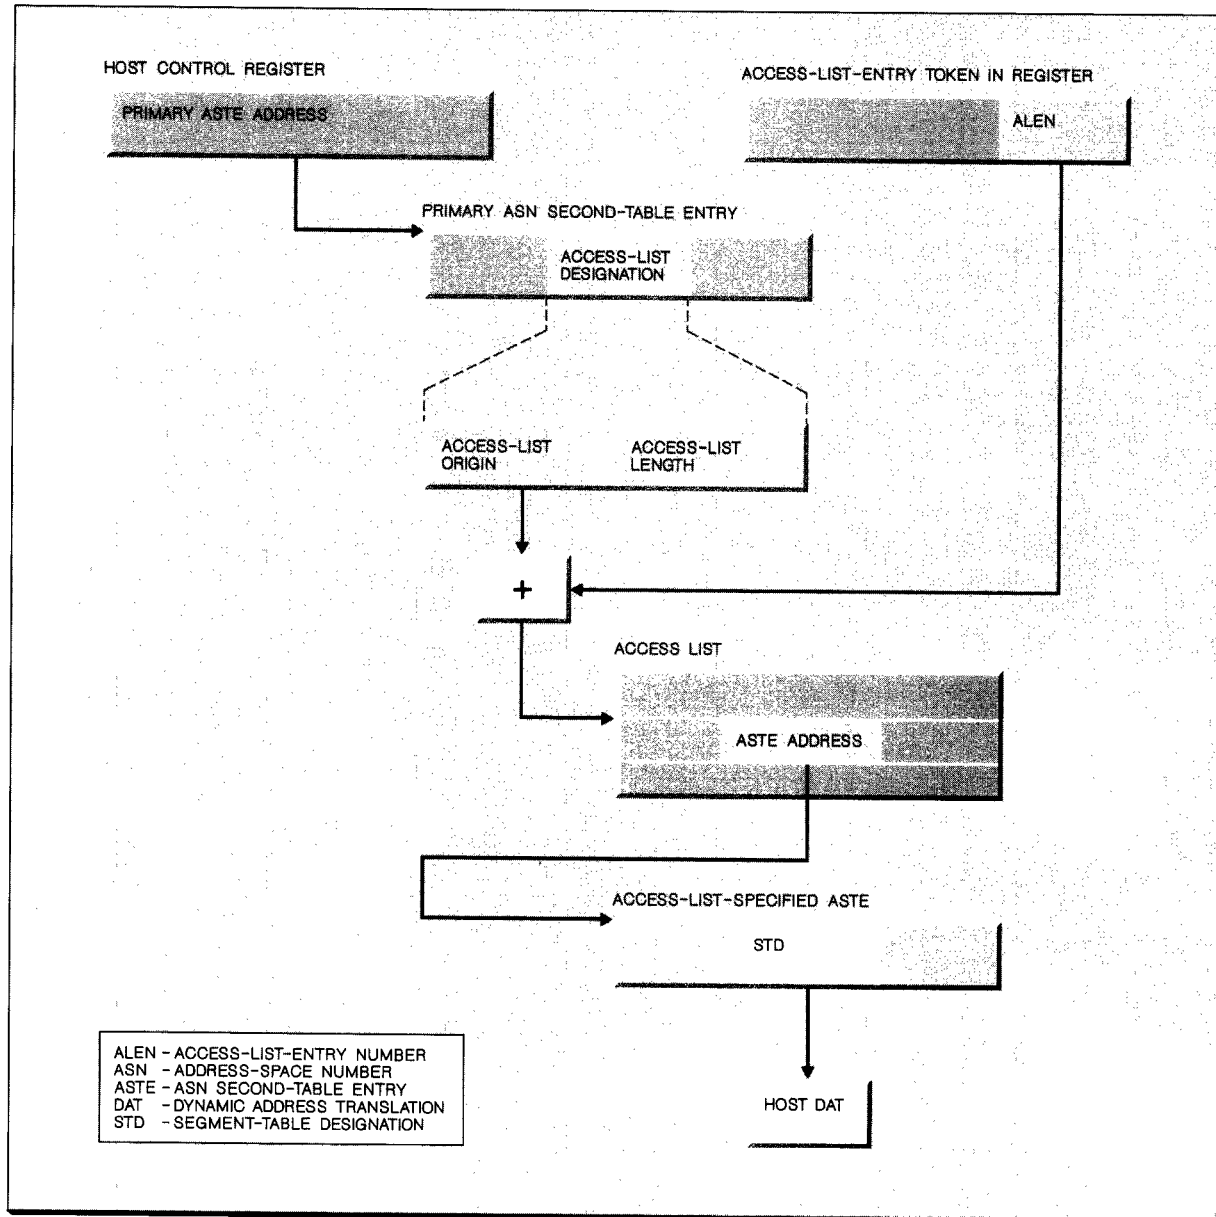 HOST CONTROL REGISTER
PRIMARY ASTE ADDRESS
ACCESS-LIST-ENTRY TOKEN IN REGISTER
ALEN
PRIMARY ASN SECOND-TABLE ENTRY
ACCESS-LIST
DESIGNATION
ACCESS-LIST
ORIGIN
ACCESS-LIST
LENGTH
+
ACCESS LIST
ASTE ADDRESS
ACCESS-LIST-SPECIFIED ASTE
STD
HOST DAT
ALEN - ACCESS-LIST-ENTRY NUMBER
ASN - ADDRESS-SPACE NUMBER
ASTE - ASN SECOND-TABLE ENTRY
DAT - DYNAMIC ADDRESS TRANSLATION
STD - SEGMENT-TABLE DESIGNATION